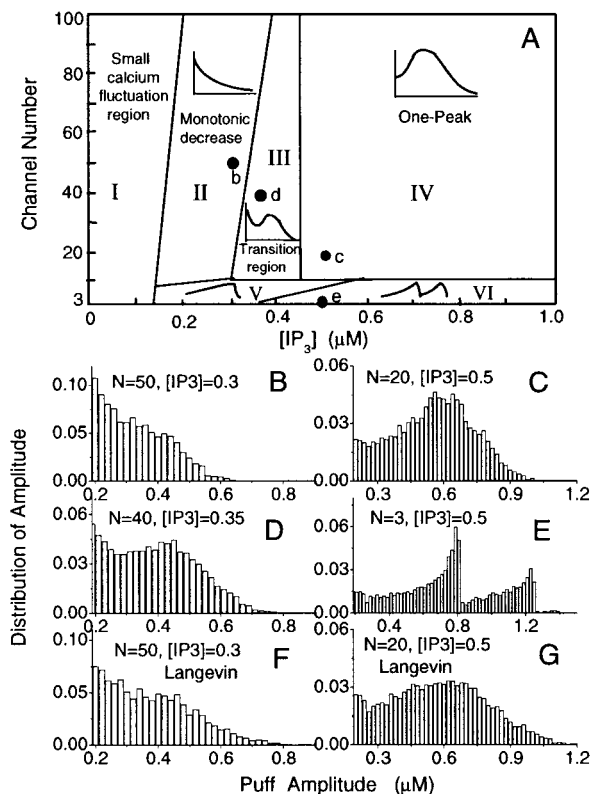 A
Channel Number
100
80
60
40
20
3
Small
calcium
fluctuation
region
Monotonic
decrease
One-Peak
I
II
III
IV
b
d
c
Transition
region
V
e
VI
0
0.2
0.4
0.6
0.8
1.0
[IP3] (μM)
Distribution of Amplitude
B
N=50, [IP3]=0.3
0.10
0.05
0.00
0.2
0.4
0.6
0.8
C
N=20, [IP3]=0.5
0.06
0.03
0.00
0.3
0.6
0.9
1.2
D
N=40, [IP3]=0.35
0.06
0.03
0.00
0.2
0.4
0.6
0.8
E
N=3, [IP3]=0.5
0.06
0.03
0.00
0.4
0.8
1.2
F
N=50, [IP3]=0.3
Langevin
0.10
0.05
0.00
0.2
0.4
0.6
0.8
G
N=20, [IP3]=0.5
Langevin
0.06
0.03
0.00
0.3
0.6
0.9
1.2
Puff Amplitude (μM)